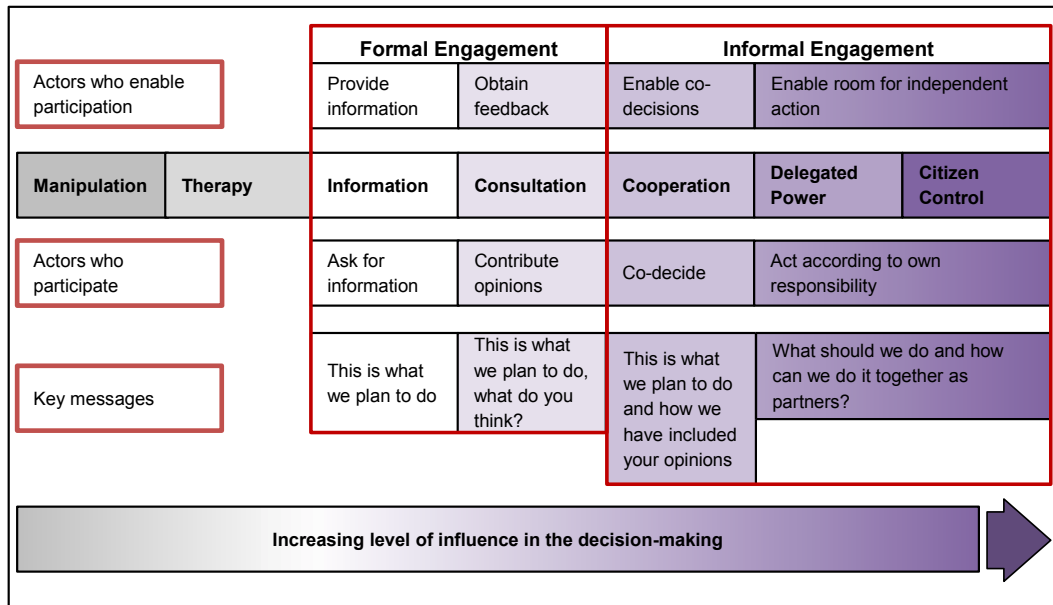 Formal Engagement
Informal Engagement
Actors who enable
participation
Provide
information
Obtain
feedback
Enable co-
decisions
Enable room for independent
action
Manipulation
Therapy
Information
Consultation
Cooperation
Delegated
Power
Citizen
Control
Actors who
participate
Ask for
information
Contribute
opinions
Co-decide
Act according to own
responsibility
Key messages
This is what
we plan to do
This is what
we plan to do,
what do you
think?
This is what
we plan to do
and how we
have included
your opinions
What should we do and how
can we do it together as
partners?
Increasing level of influence in the decision-making